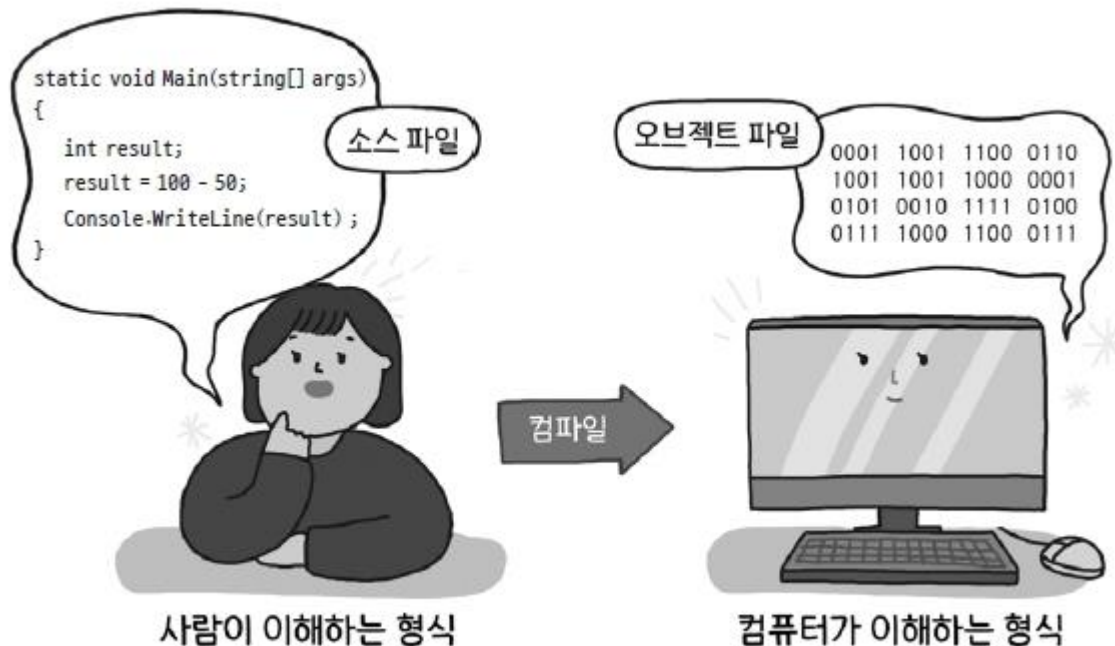 static void Main(string[] args)
{
int result;
result = 100 - 50;
Console.WriteLine(result) ;
}
소스 파일
컴파일
오브젝트 파일
0001 1001 1100 0110
1001 1001 1000 0001
0101 0010 1111 0100
0111 1000 1100 0111
사람이 이해하는 형식
컴퓨터가 이해하는 형식